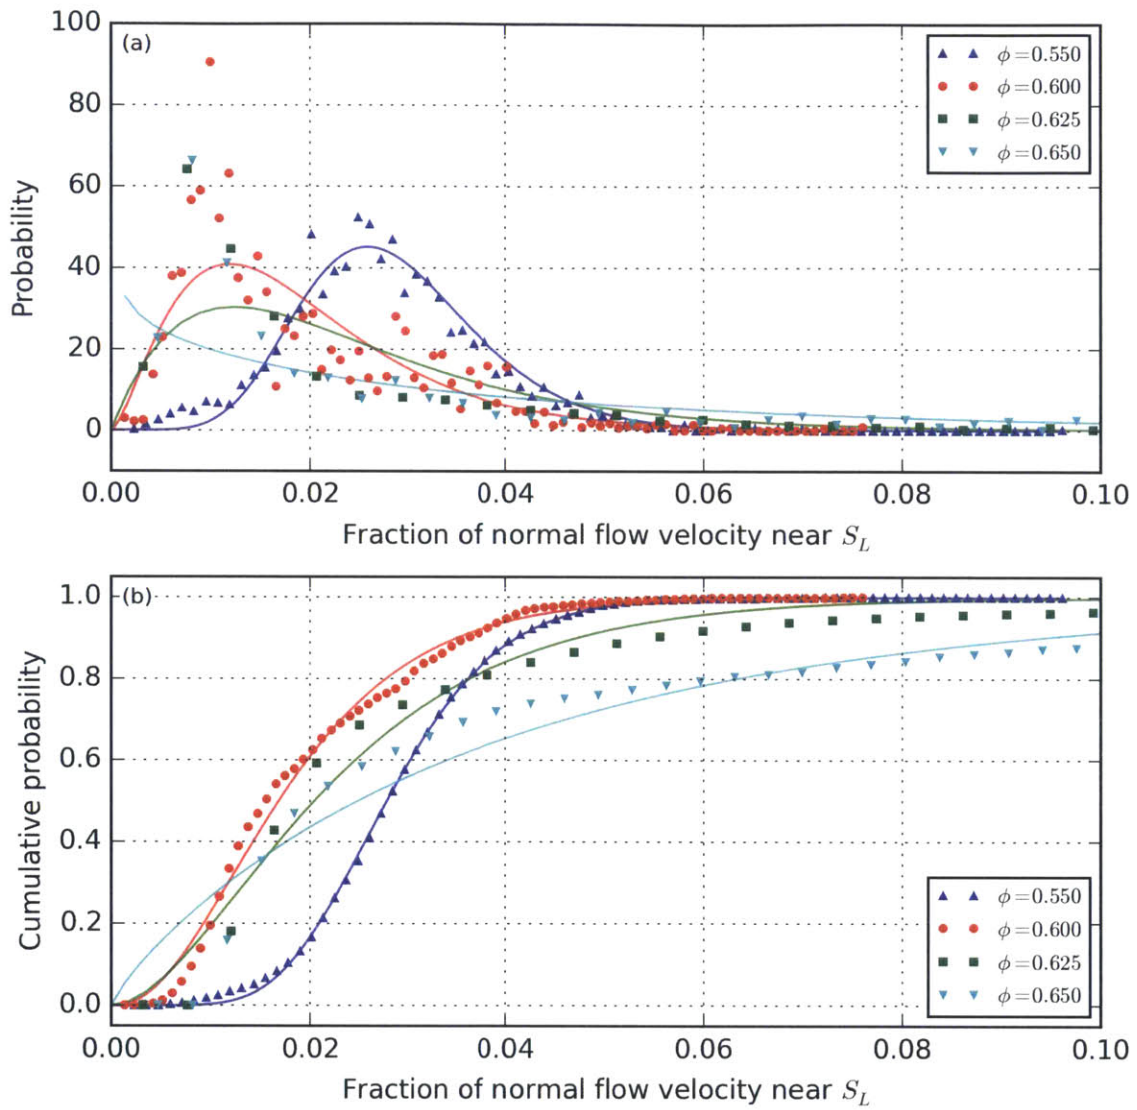 100
(a)
80
60
40
20
0
Probability
ϕ=0.550
ϕ=0.600
ϕ=0.625
ϕ=0.650
0.00 0.02 0.04 0.06 0.08 0.10
Fraction of normal flow velocity near S_L
1.0
(b)
0.8
0.6
0.4
0.2
0.0
Cumulative probability
ϕ=0.550
ϕ=0.600
ϕ=0.625
ϕ=0.650
0.00 0.02 0.04 0.06 0.08 0.10
Fraction of normal flow velocity near S_L